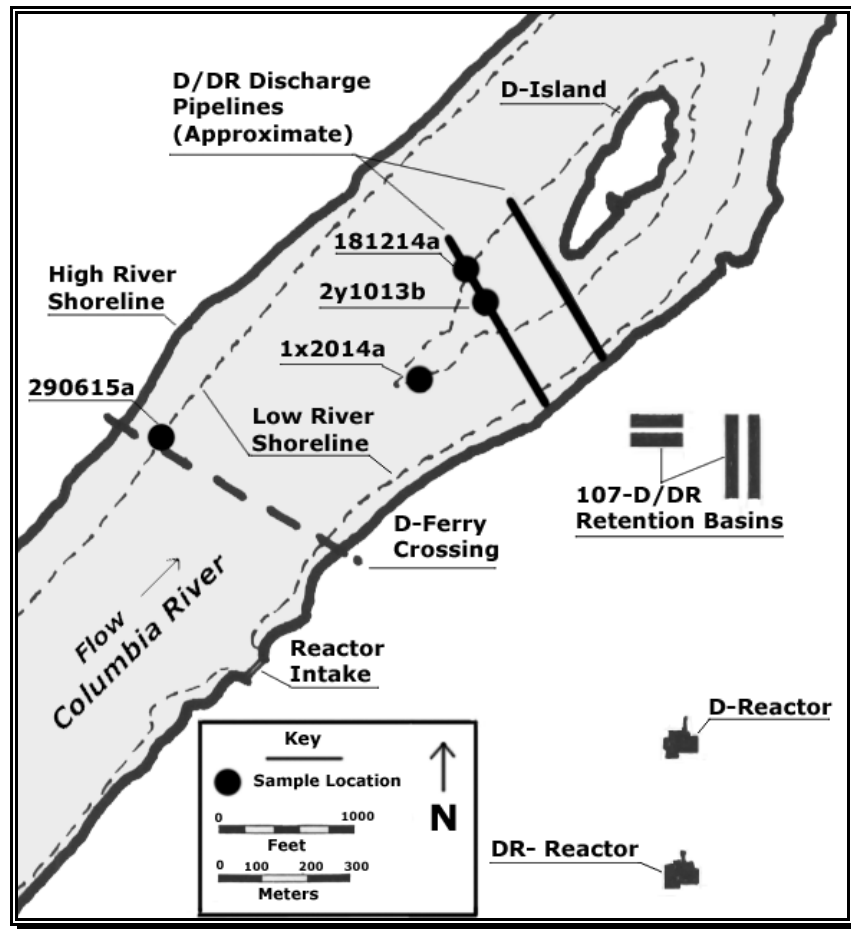 D/DR Discharge
Pipelines
(Approximate)
D-Island
181214a
2y1013b
High River
Shoreline
1x2014a
290615a
Low River
Shoreline
107-D/DR
Retention Basins
D-Ferry
Crossing
Flow
Columbia River
Reactor
Intake
D-Reactor
DR- Reactor
Key
Sample Location
0 1000
Feet
0 100 200 300
Meters
N